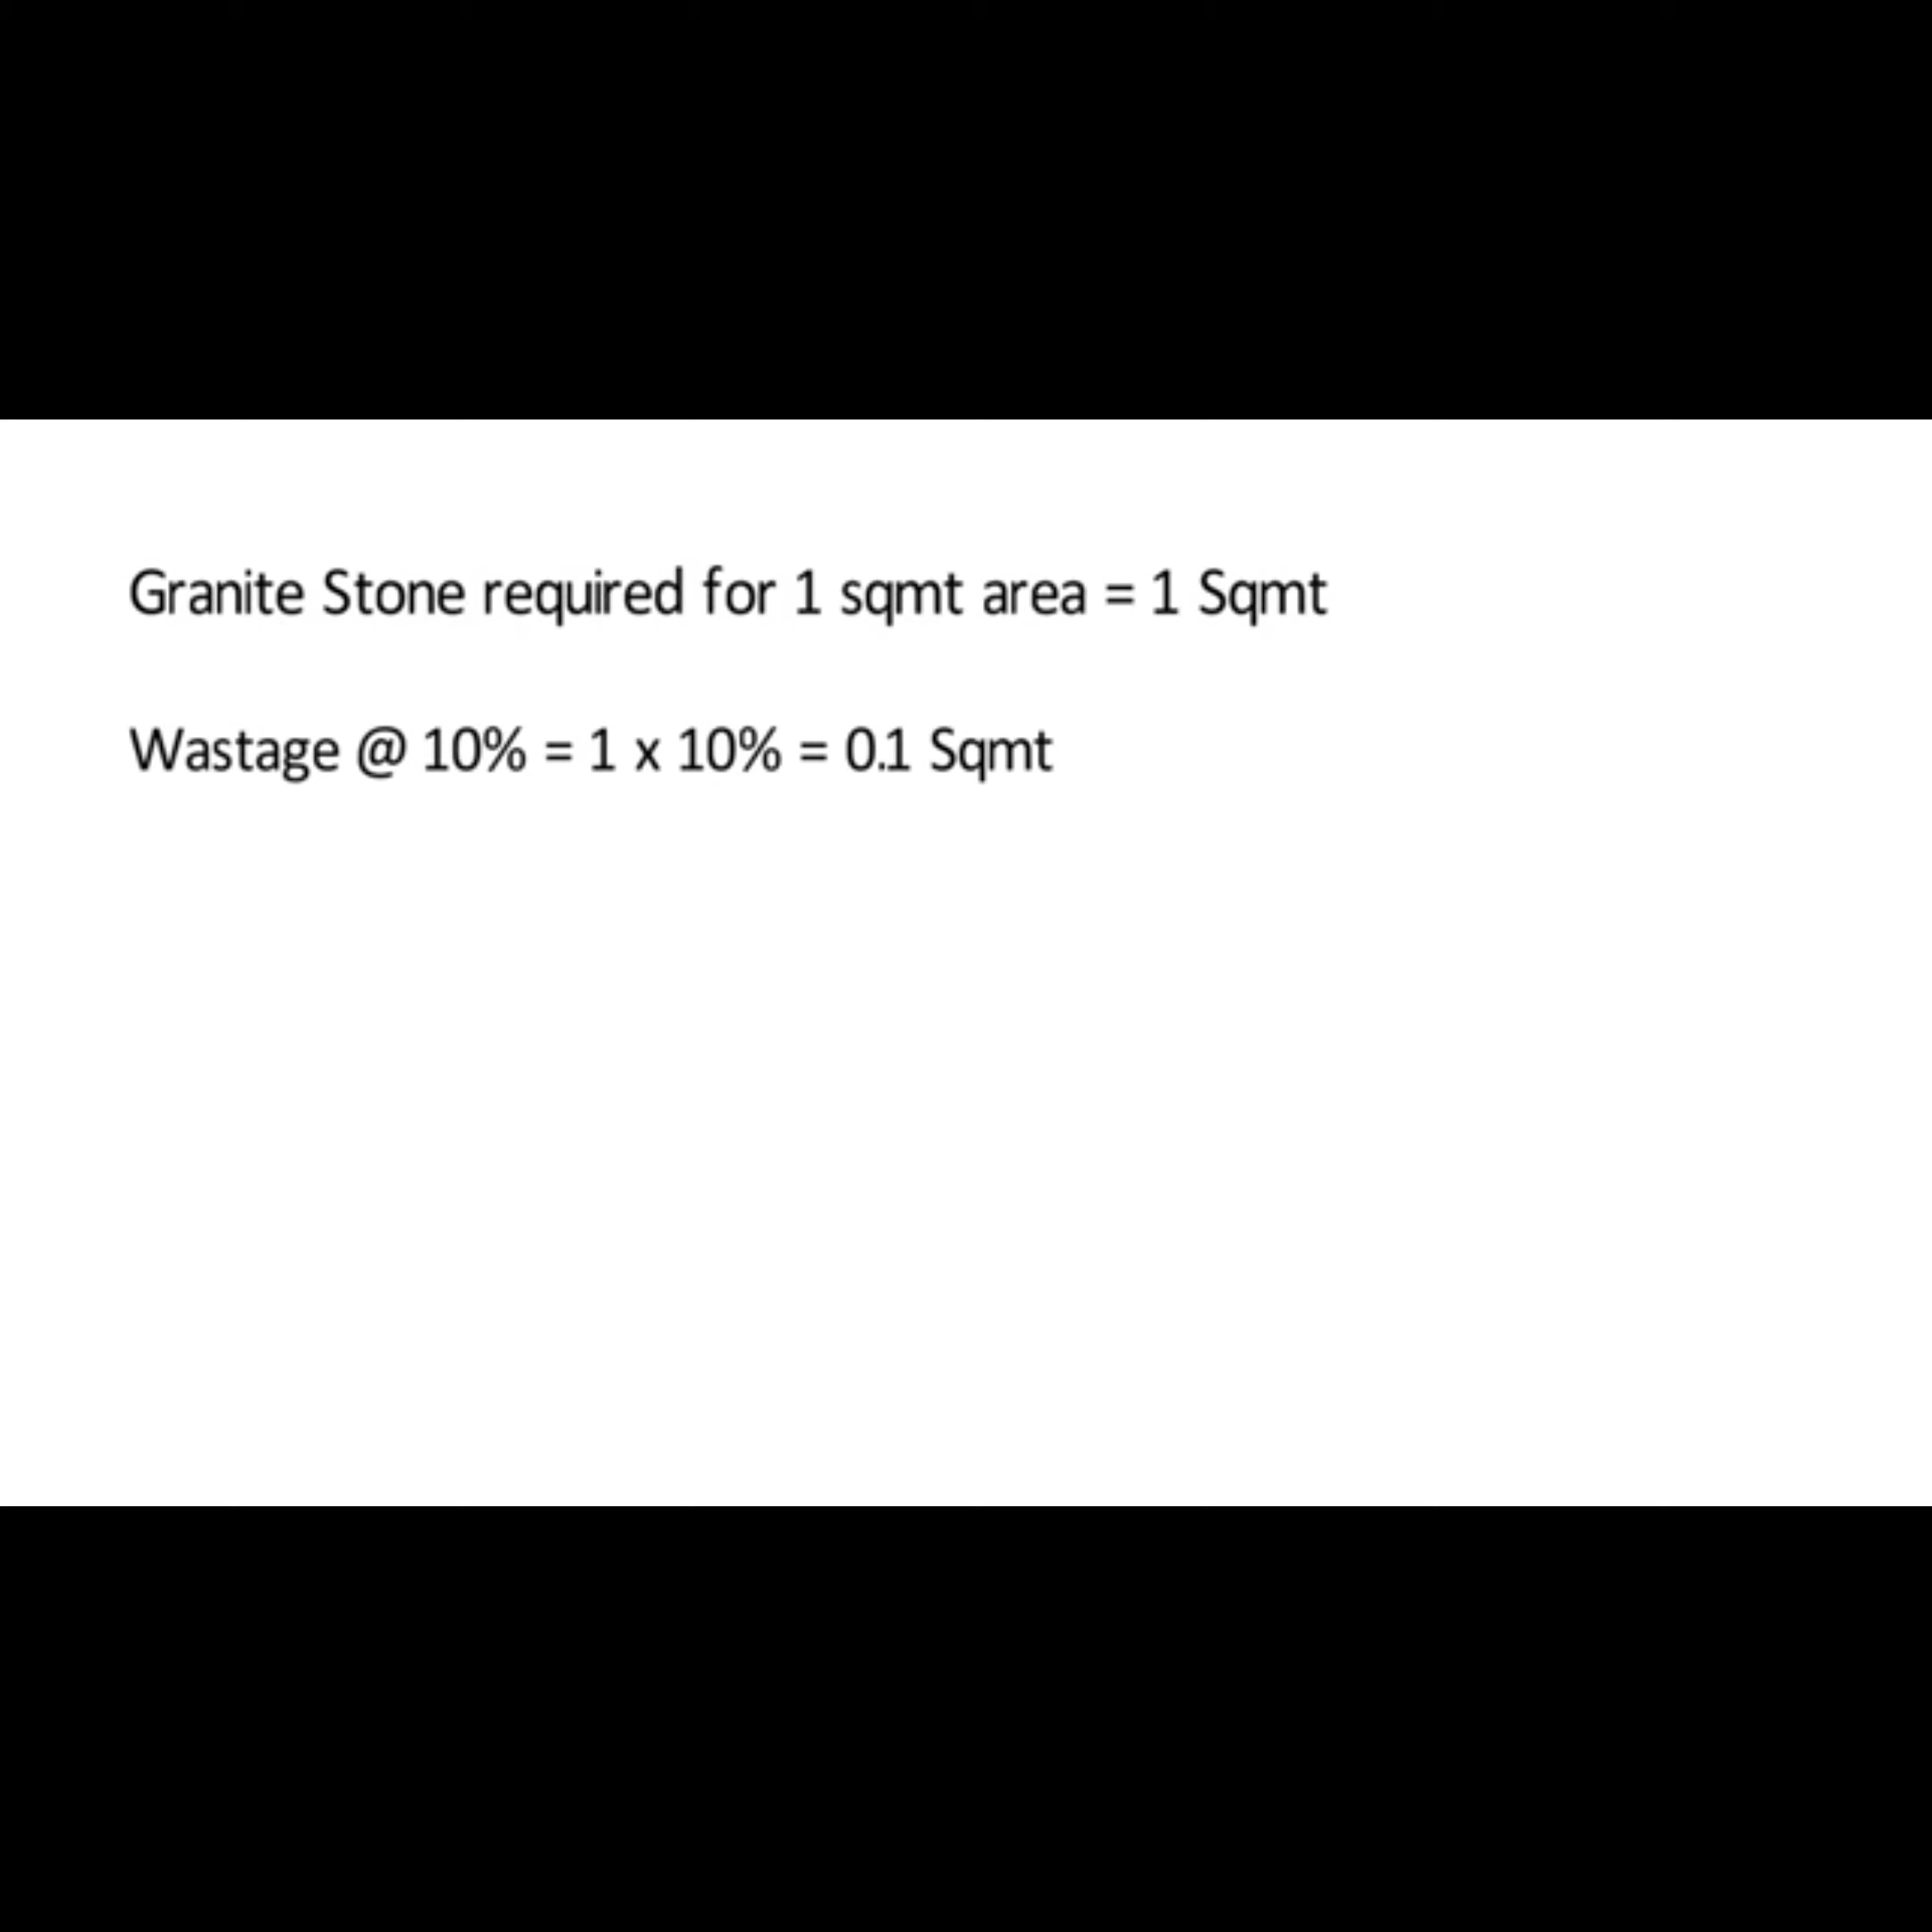 Granite Stone required for 1 sqmt area = 1 Sqmt
Wastage @ 10% = 1 x 10% = 0.1 Sqmt